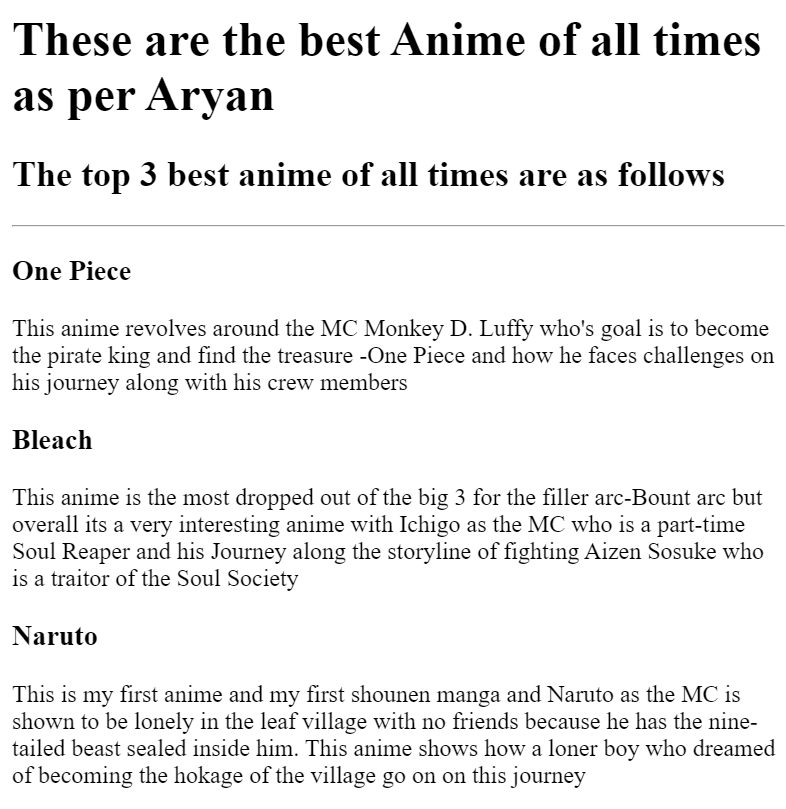 These are the best Anime of all times
as per Aryan
The top 3 best anime of all times are as follows
One Piece
This anime revolves around the MC Monkey D. Luffy who's goal is to become
the pirate king and find the treasure -One Piece and how he faces challenges on
his journey along with his crew members
Bleach
This anime is the most dropped out of the big 3 for the filler arc-Bount arc but
overall its a very interesting anime with Ichigo as the MC who is a part-time
Soul Reaper and his Journey along the storyline of fighting Aizen Sosuke who
is a traitor of the Soul Society
Naruto
This is my first anime and my first shounen manga and Naruto as the MC is
shown to be lonely in the leaf village with no friends because he has the nine-
tailed beast sealed inside him. This anime shows how a loner boy who dreamed
of becoming the hokage of the village go on on this journey